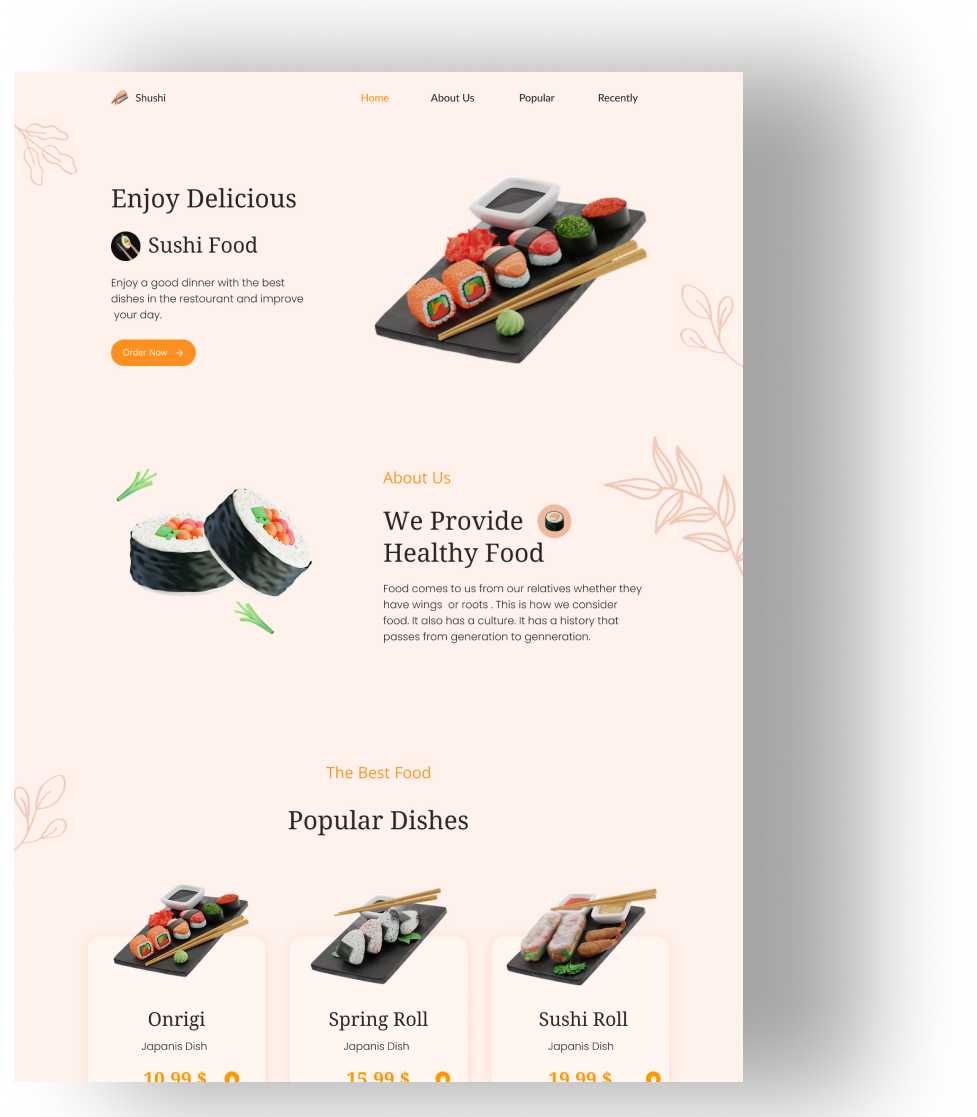 Shushi
Home About Us Popular Recently
Enjoy Delicious
Sushi Food
Enjoy a good dinner with the best
dishes in the restourant and improve
your day.
Order Now
About Us
We Provide
Healthy Food
Food comes to us from our relatives whether they
have wings or roots . This is how we consider
food. It also has a culture. It has a history that
passes from generation to genneration.
The Best Food
Popular Dishes
Onrigi
Japanis Dish
10.99 $
Spring Roll
Japanis Dish
15.99 $
Sushi Roll
Japanis Dish
19.99 $